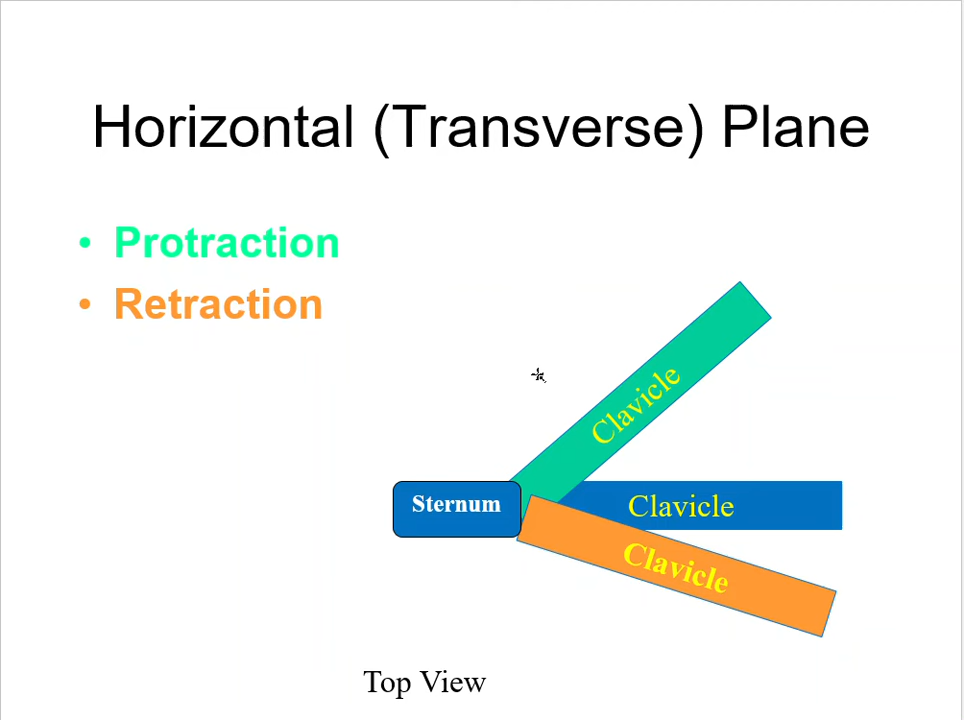 Horizontal (Transverse) Plane
• Protraction
• Retraction
Clavicle
Sternum
Clavicle
Clavicle
Top View